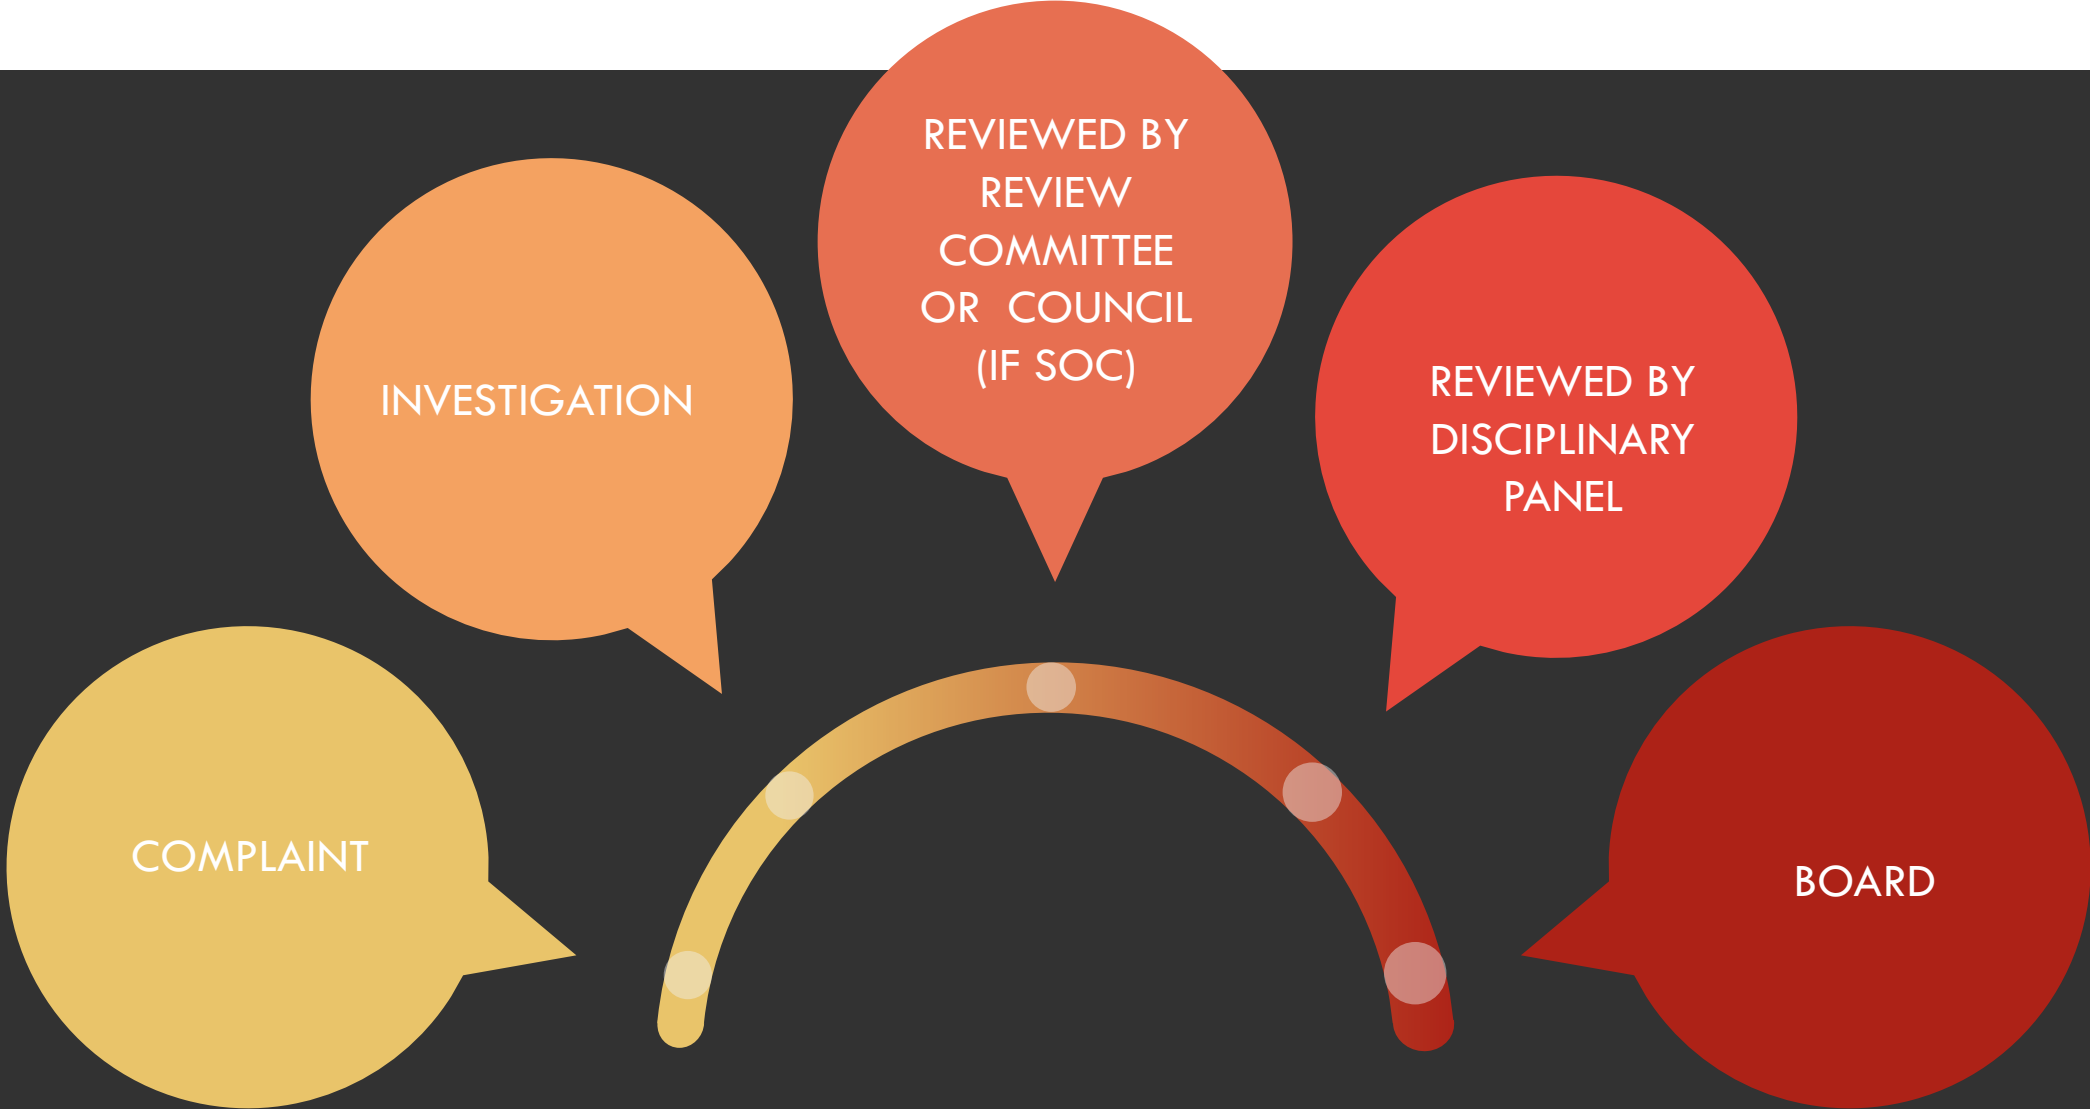 COMPLAINT
INVESTIGATION
REVIEWED BY
REVIEW
COMMITTEE
OR COUNCIL
(IF SOC)
REVIEWED BY
DISCIPLINARY
PANEL
BOARD